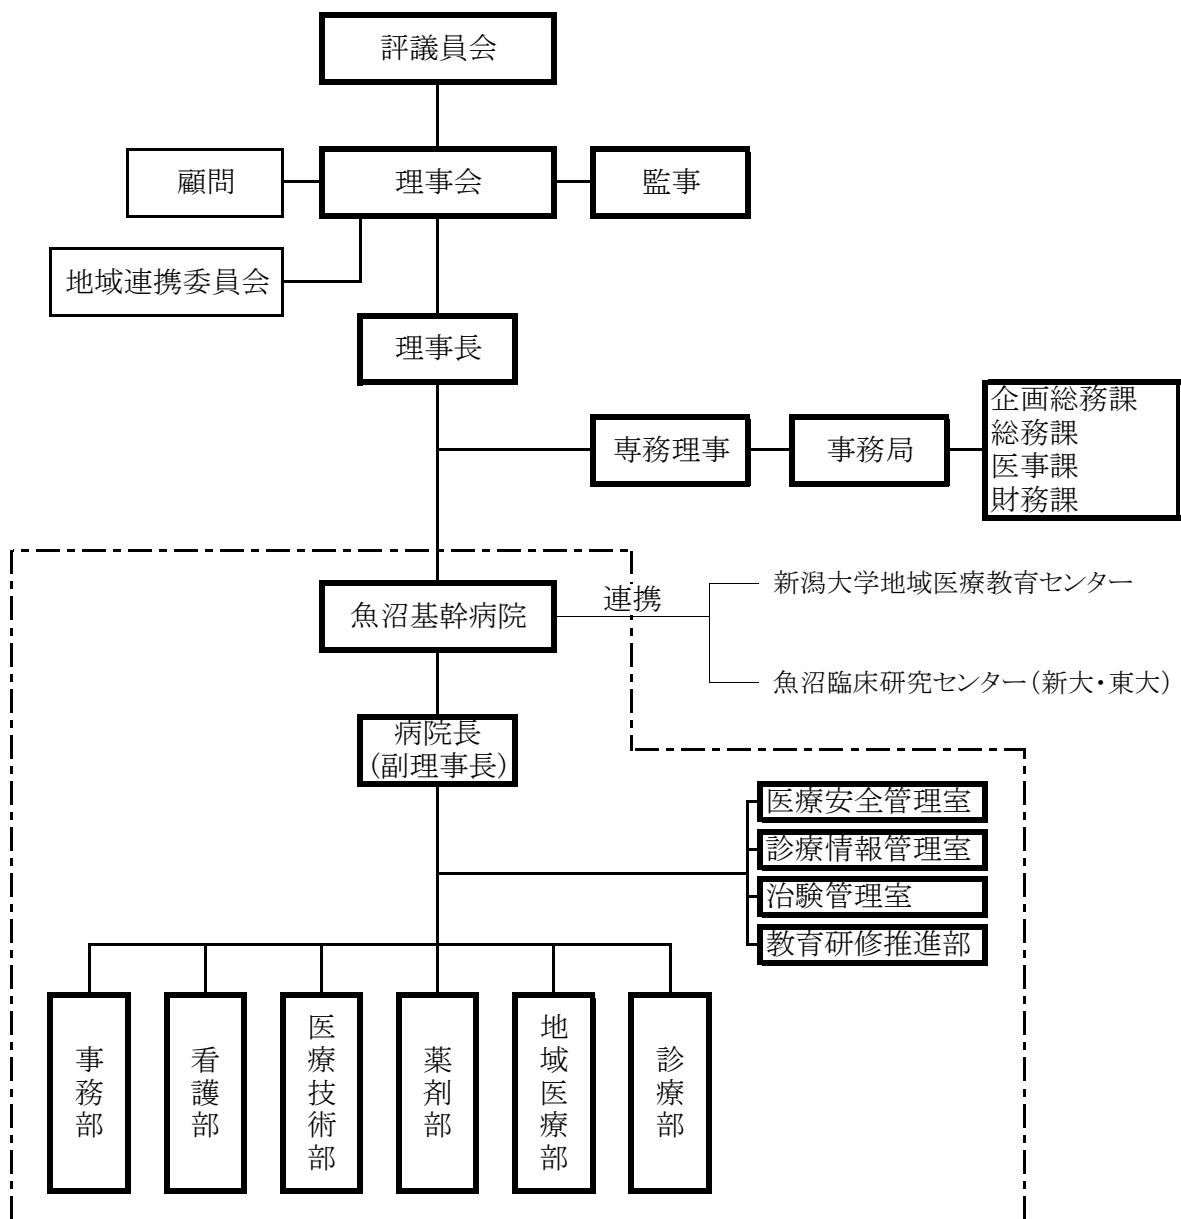 評議員会
顧問
理事会
監事
地域連携委員会
理事長
専務理事
事務局
企画総務課
総務課
医事課
財務課
魚沼基幹病院
連携
新潟大学地域医療教育センター
魚沼臨床研究センター（新大・東大）
病院長
(副理事長)
医療安全管理室
診療情報管理室
治験管理室
教育研修推進部
事務部
看護部
医療技術部
薬剤部
地域医療部
診療部